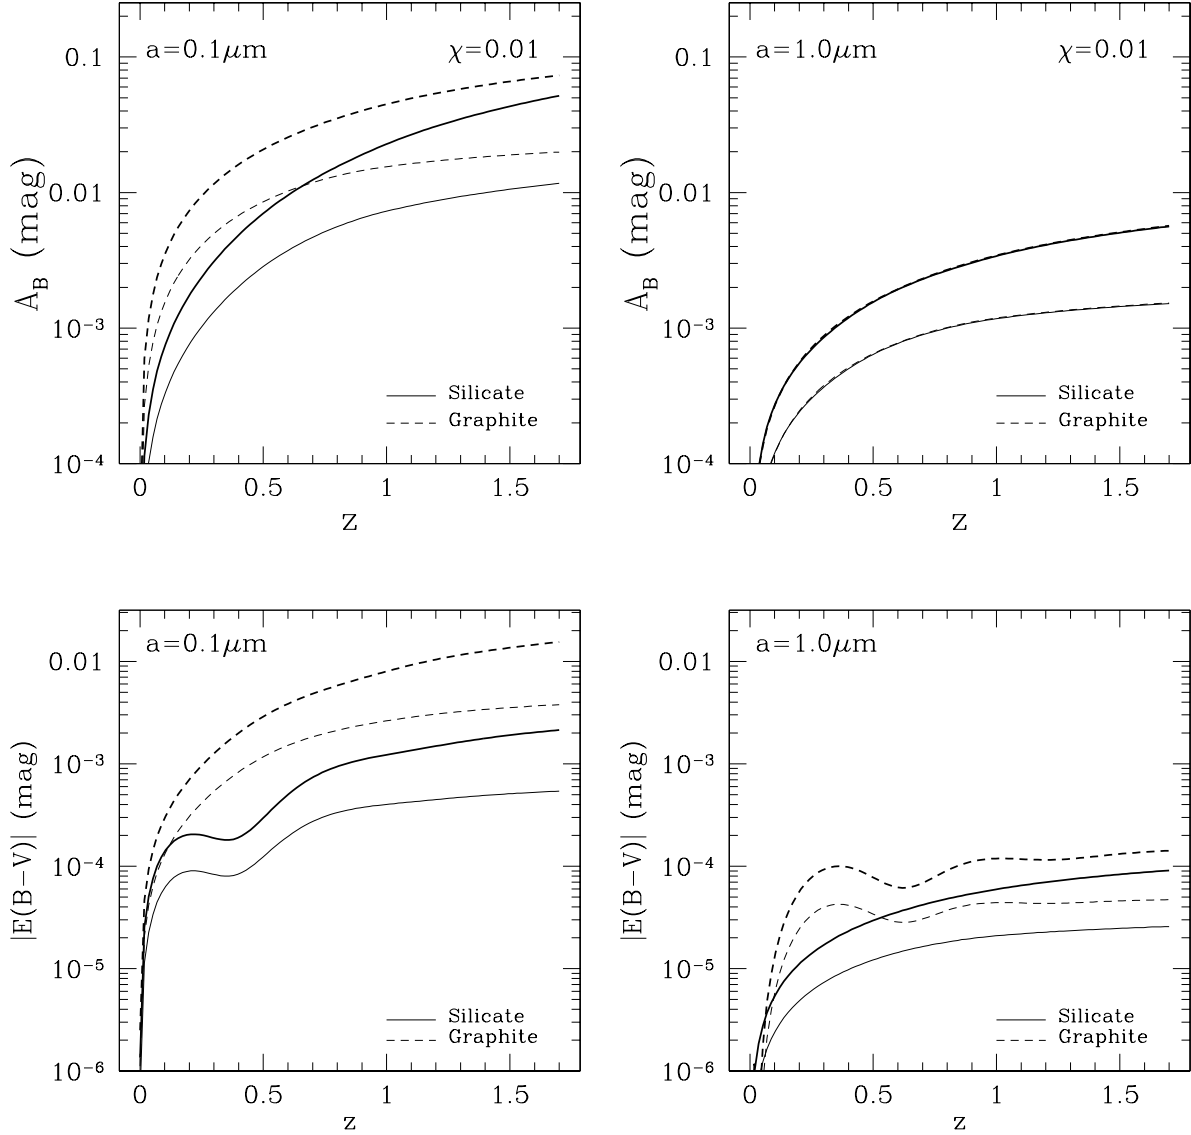 a=0.1μm χ=0.01
0.1
0.01
10⁻³
10⁻⁴
A_B (mag)
Silicate
Graphite
0 0.5 1 1.5
z
a=1.0μm χ=0.01
0.1
0.01
10⁻³
10⁻⁴
A_B (mag)
Silicate
Graphite
0 0.5 1 1.5
z
a=0.1μm
0.01
10⁻³
10⁻⁴
10⁻⁵
10⁻⁶
|E(B−V)| (mag)
Silicate
Graphite
0 0.5 1 1.5
z
a=1.0μm
0.01
10⁻³
10⁻⁴
10⁻⁵
10⁻⁶
|E(B−V)| (mag)
Silicate
Graphite
0 0.5 1 1.5
z